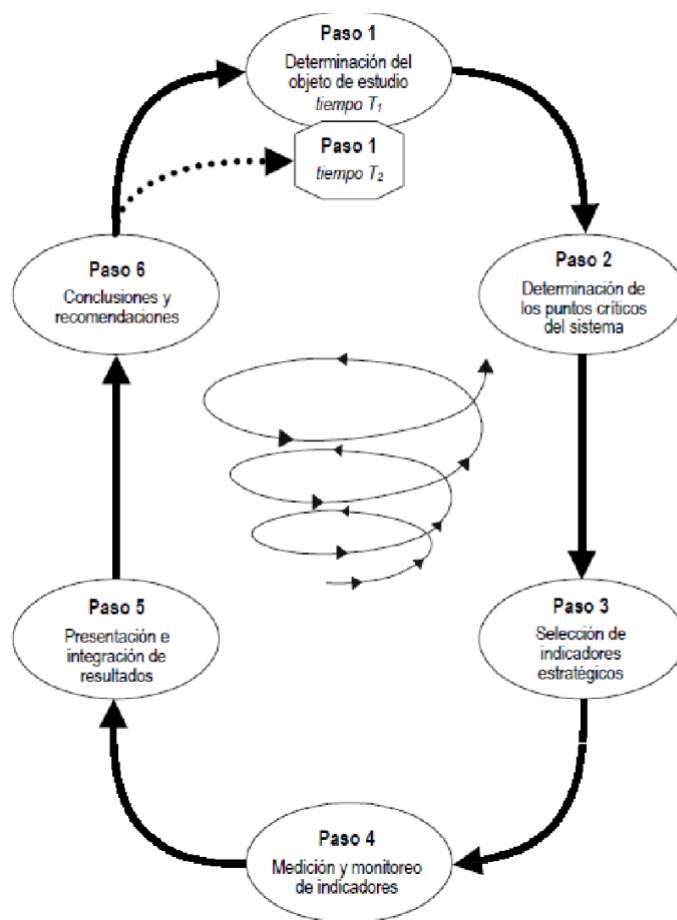 Paso 1
Determinación del
objeto de estudio
tiempo T₁
Paso 1
tiempo T₂
Paso 2
Determinación de
los puntos críticos
del sistema
Paso 3
Selección de
indicadores
estratégicos
Paso 4
Medición y monitoreo
de indicadores
Paso 5
Presentación e
integración de
resultados
Paso 6
Conclusiones y
recomendaciones